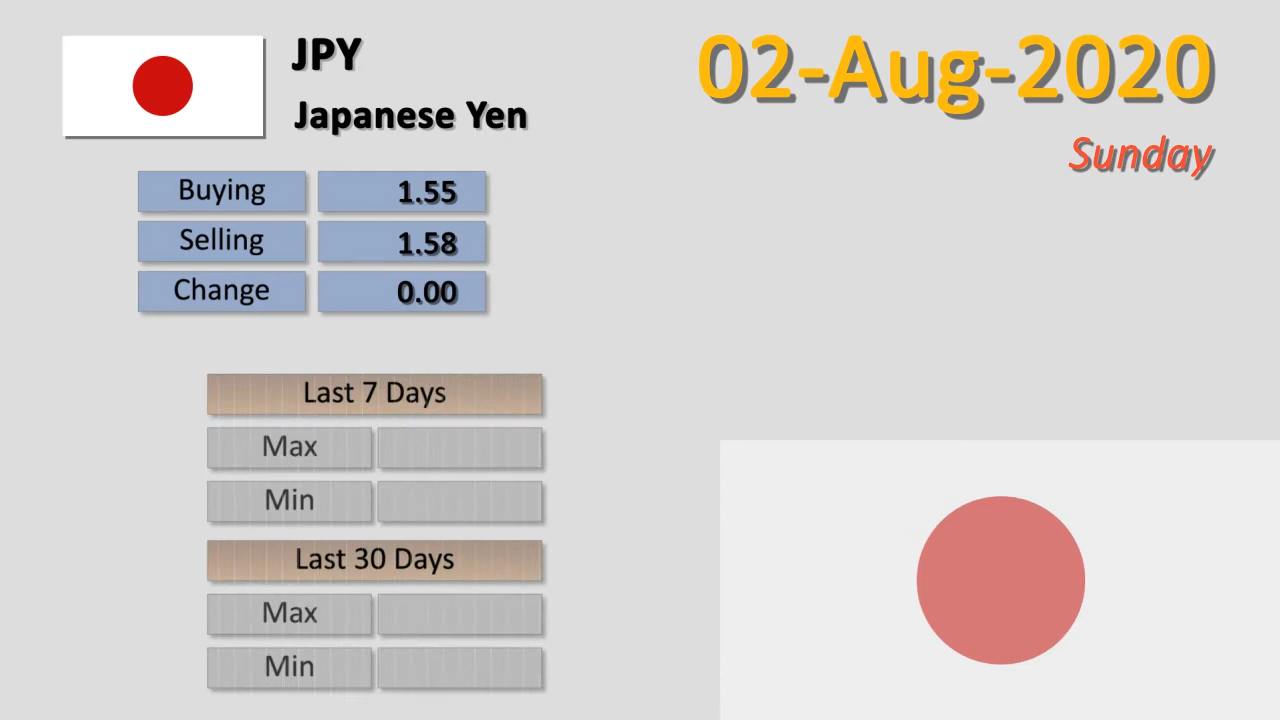 JPY
Japanese Yen
02-Aug-2020
Sunday
Buying 1.55
Selling 1.58
Change 0.00
Last 7 Days
Max
Min
Last 30 Days
Max
Min